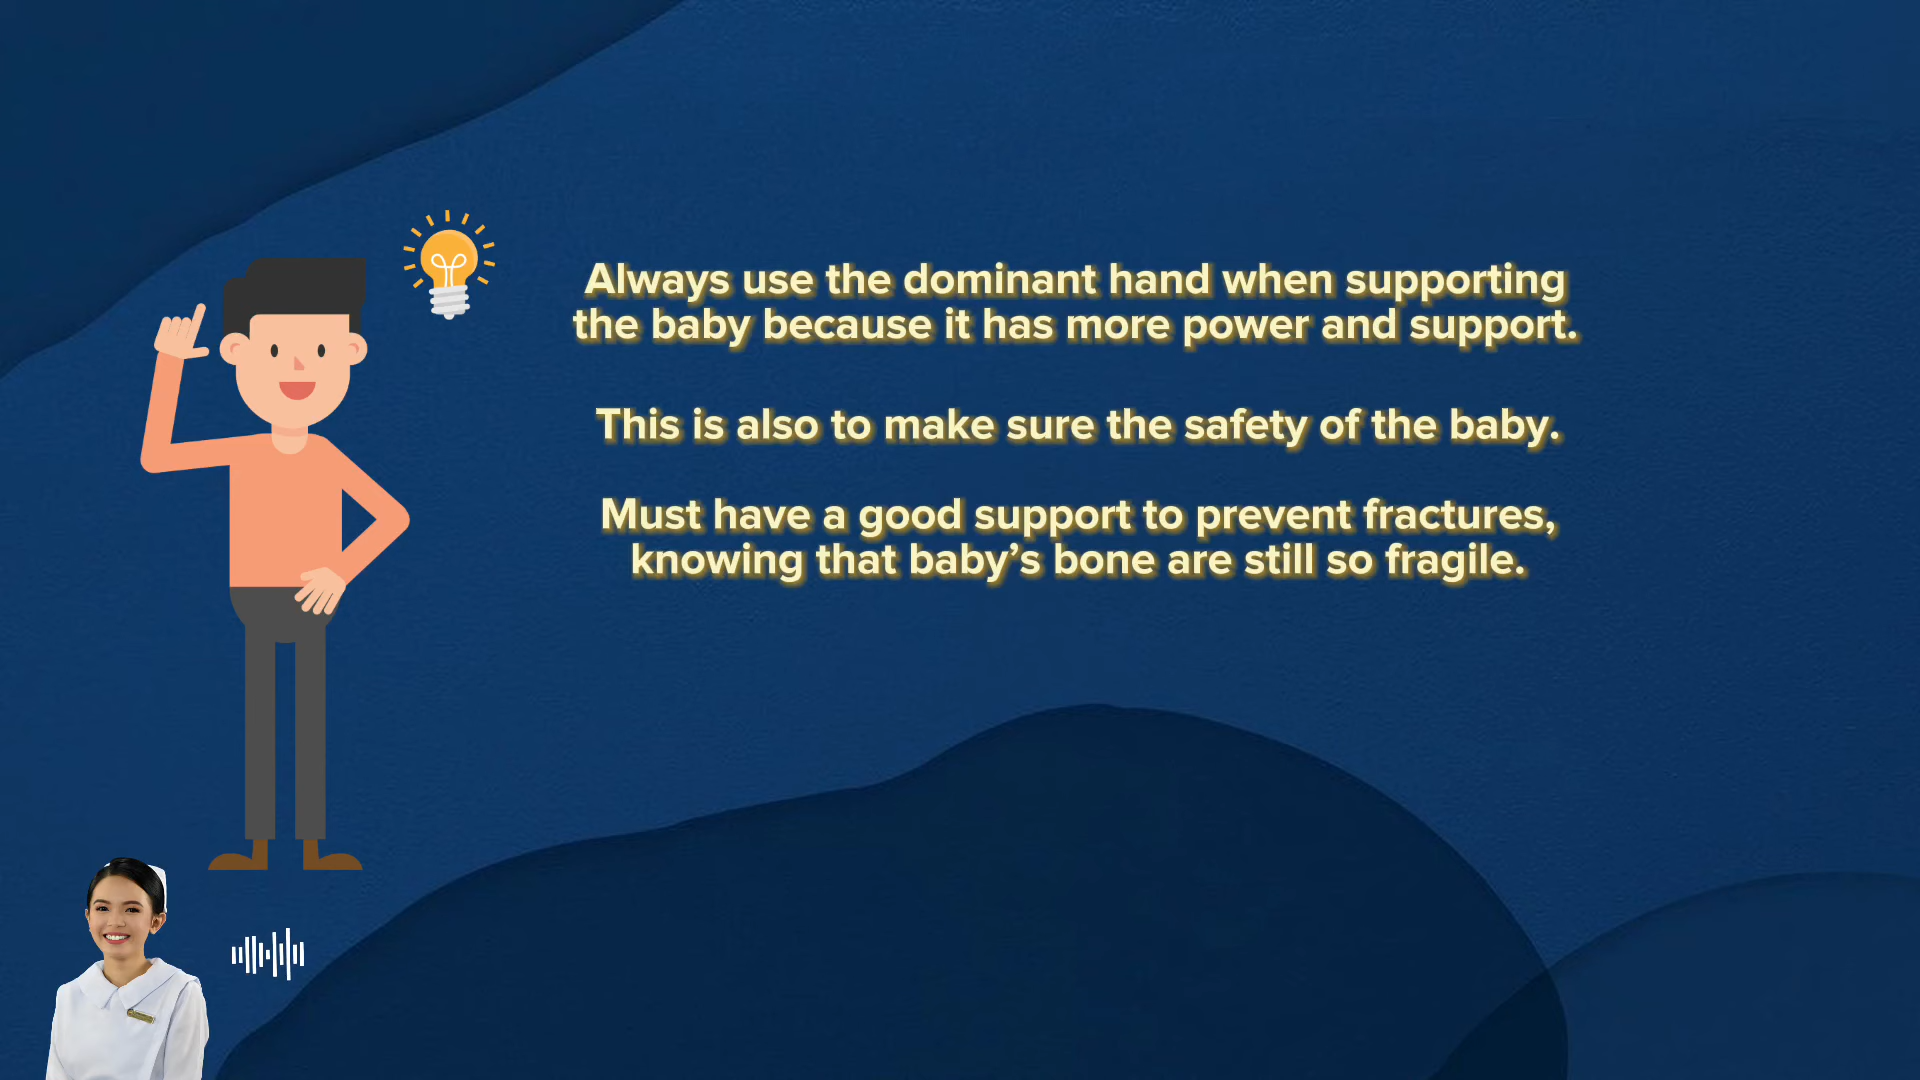 Always use the dominant hand when supporting
the baby because it has more power and support.
This is also to make sure the safety of the baby.
Must have a good support to prevent fractures,
knowing that baby’s bone are still so fragile.